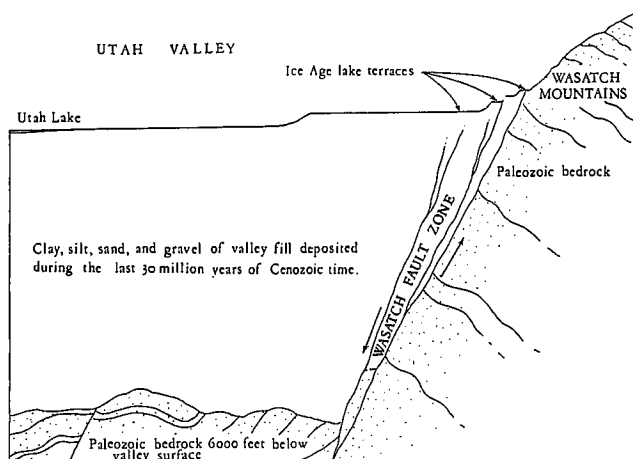 UTAH VALLEY
Ice Age lake terraces
WASATCH
MOUNTAINS
Utah Lake
Paleozoic bedrock
WASATCH FAULT ZONE
Clay, silt, sand, and gravel of valley fill deposited
during the last 30 million years of Cenozoic time.
Paleozoic bedrock 6000 feet below
valley surface